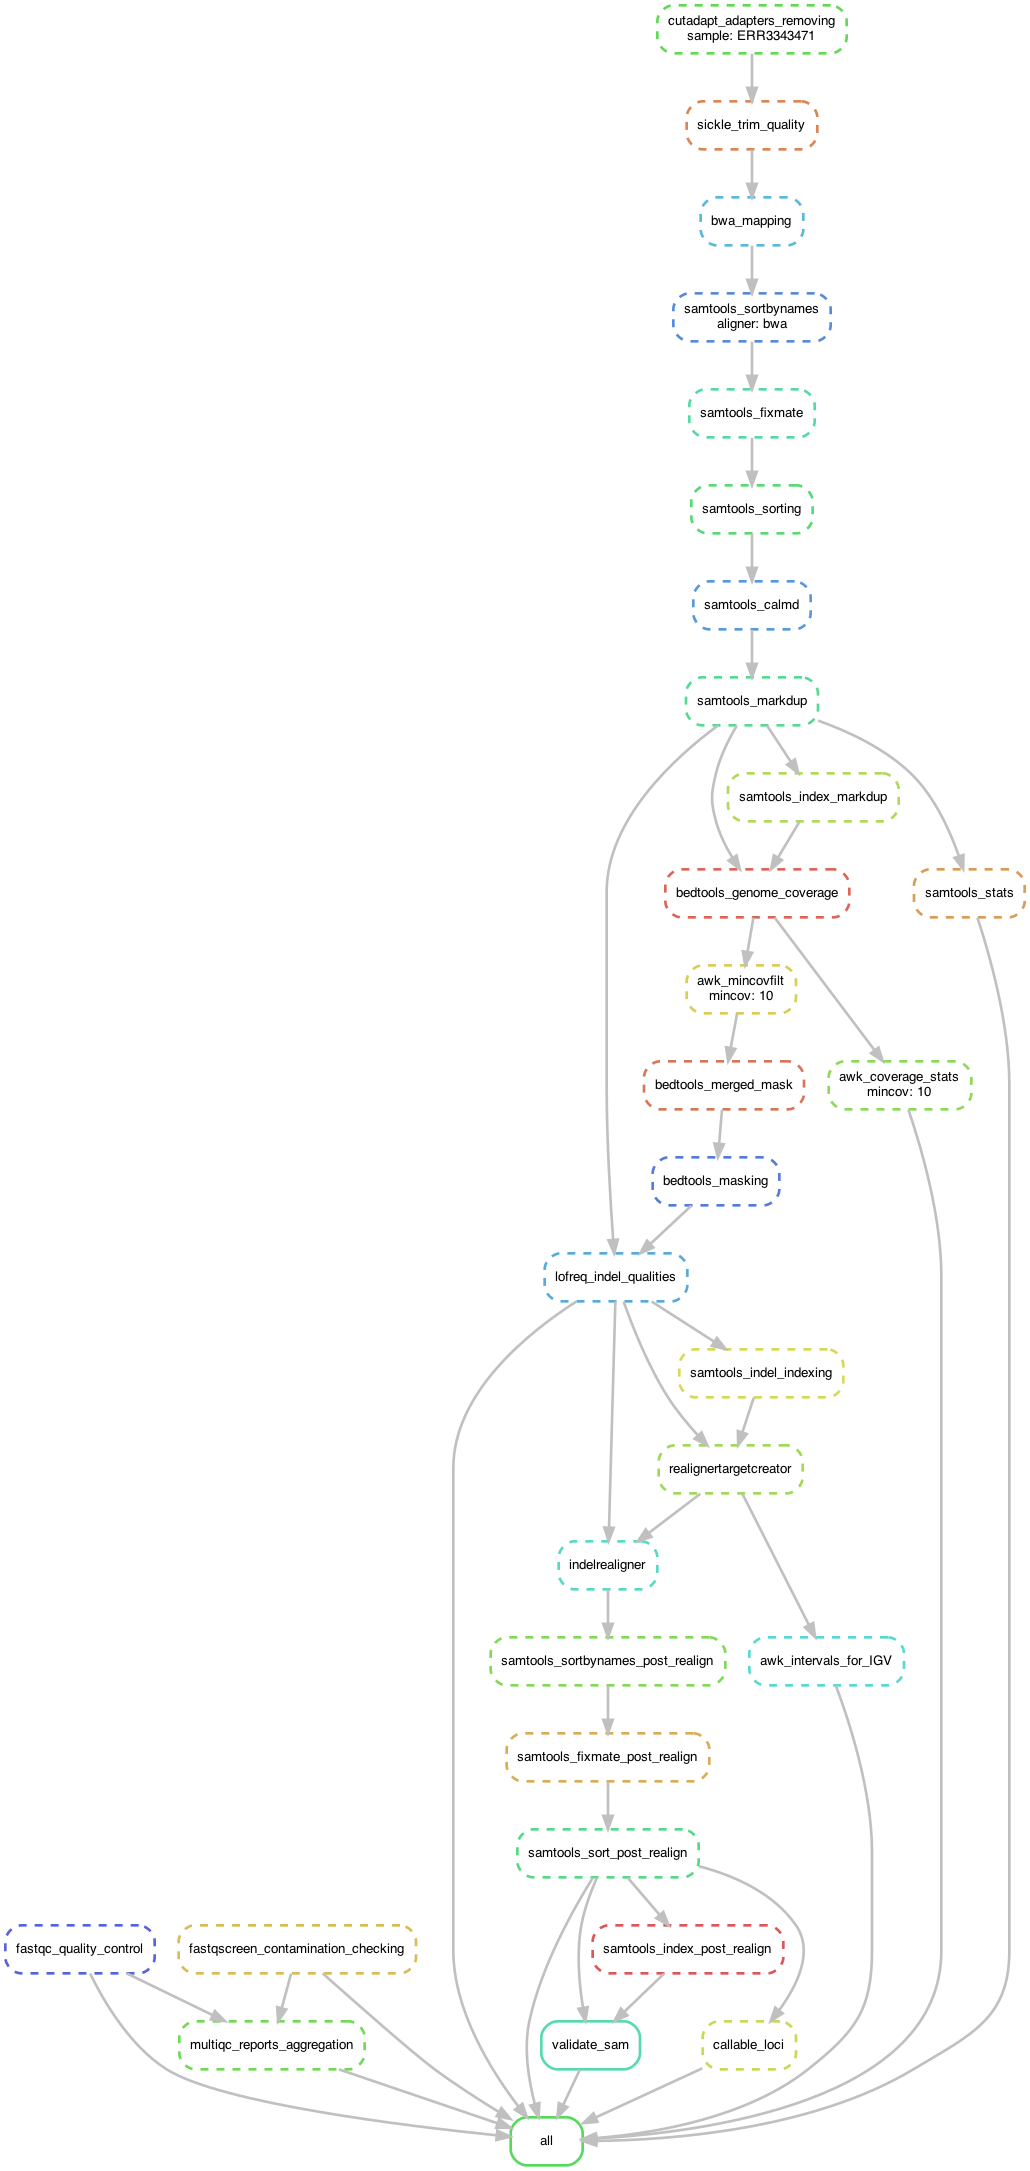 cutadapt_adapters_removing
sample: ERR3343471
sickle_trim_quality
bwa_mapping
samtools_sortbynames
aligner: bwa
samtools_fixmate
samtools_sorting
samtools_calmd
samtools_markdup
samtools_index_markdup
bedtools_genome_coverage
samtools_stats
awk_mincovfilt
mincov: 10
bedtools_merged_mask
awk_coverage_stats
mincov: 10
bedtools_masking
lofreq_indel_qualities
samtools_indel_indexing
realignertargetcreator
indelrealigner
samtools_sortbynames_post_realign
awk_intervals_for_IGV
samtools_fixmate_post_realign
samtools_sort_post_realign
fastqc_quality_control
fastqscreen_contamination_checking
samtools_index_post_realign
multiqc_reports_aggregation
validate_sam
callable_loci
all